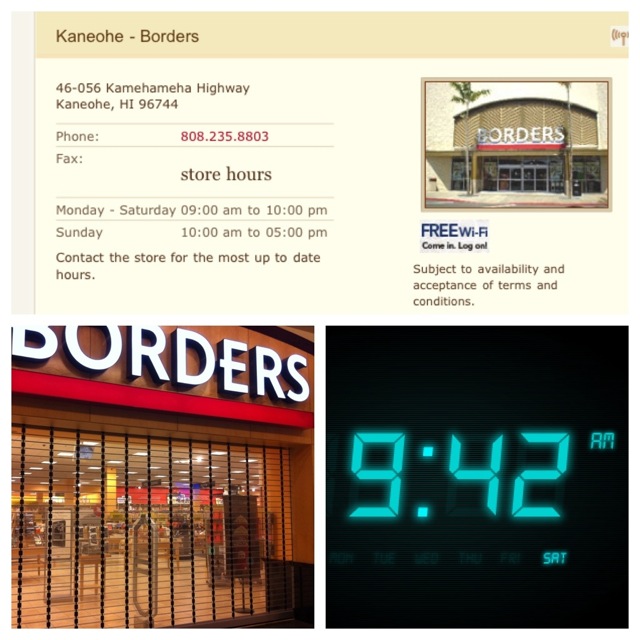 Kaneohe - Borders
46-056 Kamehameha Highway
Kaneohe, HI 96744
Phone: 808.235.8803
Fax:
store hours
Monday - Saturday 09:00 am to 10:00 pm
Sunday 10:00 am to 05:00 pm
Contact the store for the most up to date
hours.
BORDERS
FREE Wi-Fi
Come in. Log on!
Subject to availability and
acceptance of terms and
conditions.
BORDERS
9:42 AM
MON TUE WED THU FRI SAT